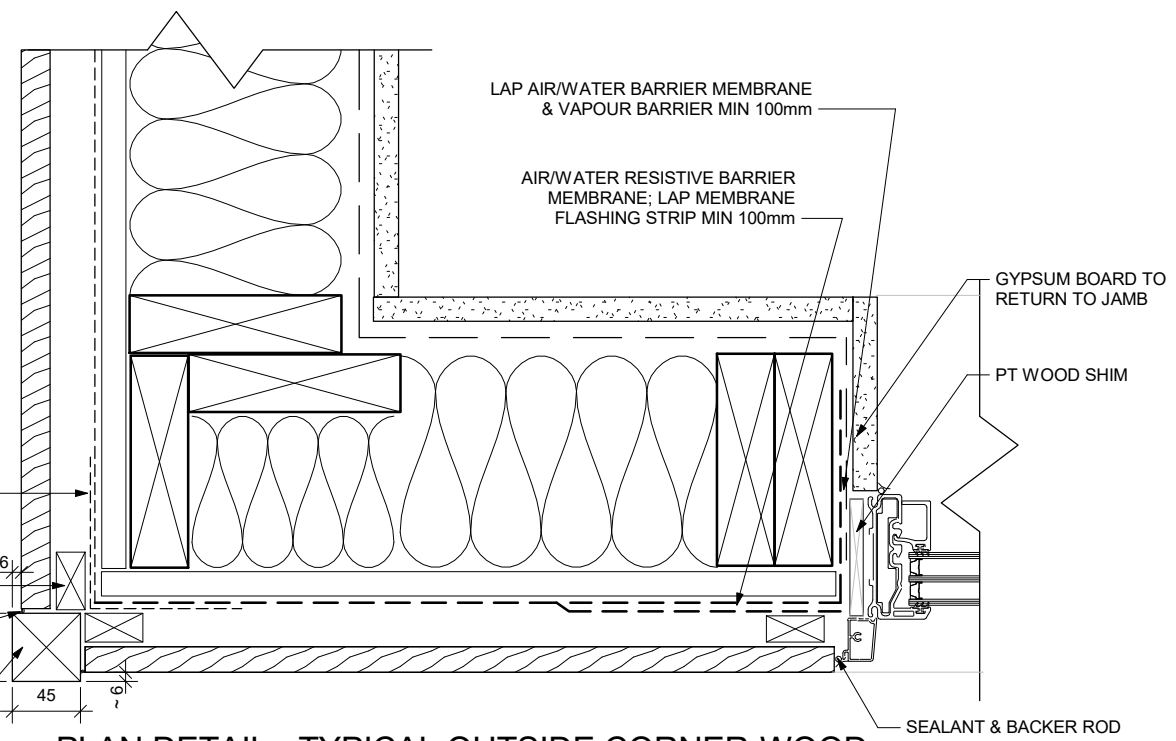 LAP AIR/WATER BARRIER MEMBRANE
& VAPOUR BARRIER MIN 100mm
AIR/WATER RESISTIVE BARRIER
MEMBRANE; LAP MEMBRANE
FLASHING STRIP MIN 100mm
GYPSUM BOARD TO
RETURN TO JAMB
PT WOOD SHIM
6
45
~6
SEALANT & BACKER ROD
PLAN DETAIL - TYPICAL OUTSIDE CORNER WOOD